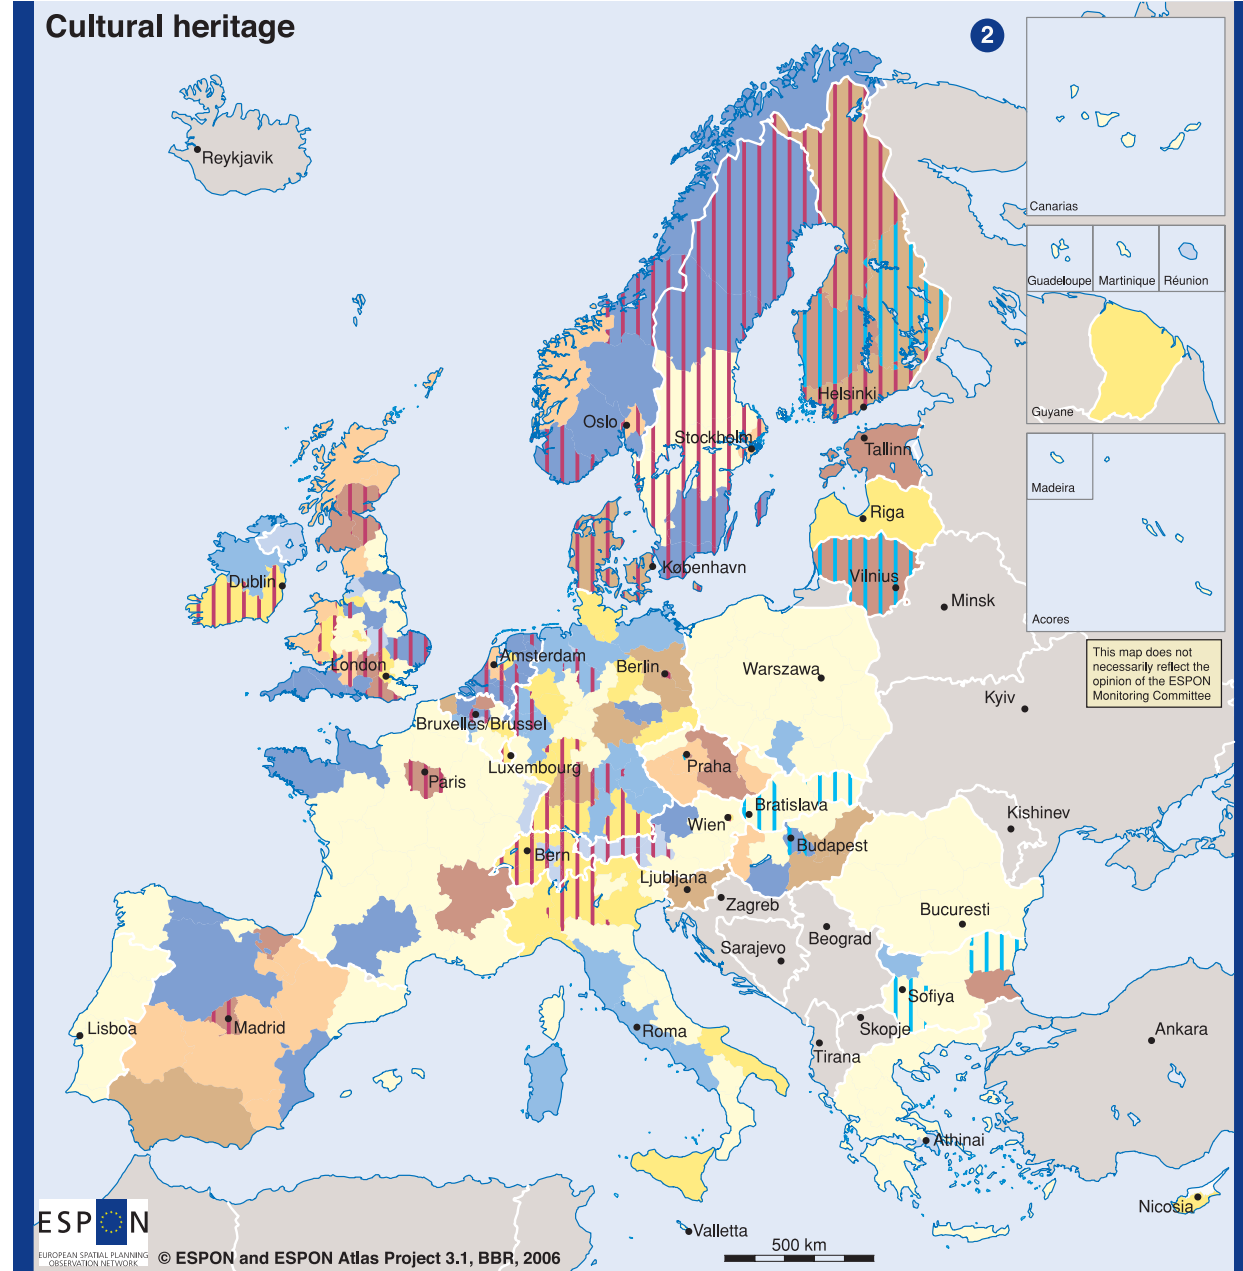 Cultural heritage
2
Reykjavik
Canarias
Guadeloupe
Martinique
Réunion
Guyane
Madeira
Acores
This map does not
necessarily reflect the
opinion of the ESPON
Monitoring Committee
Helsinki
Oslo
Stockholm
Tallinn
Riga
København
Vilnius
Minsk
Dublin
London
Amsterdam
Berlin
Warszawa
Kyiv
Bruxelles/Brussel
Luxembourg
Praha
Paris
Bratislava
Kishinev
Wien
Budapest
Bern
Ljubljana
Zagreb
Bucuresti
Beograd
Sarajevo
Sofiya
Lisboa
Madrid
Roma
Skopje
Ankara
Tirana
Athinai
Nicosia
Valletta
500 km
ESPON
EUROPEAN SPATIAL PLANNING
OBSERVATION NETWORK
© ESPON and ESPON Atlas Project 3.1, BBR, 2006